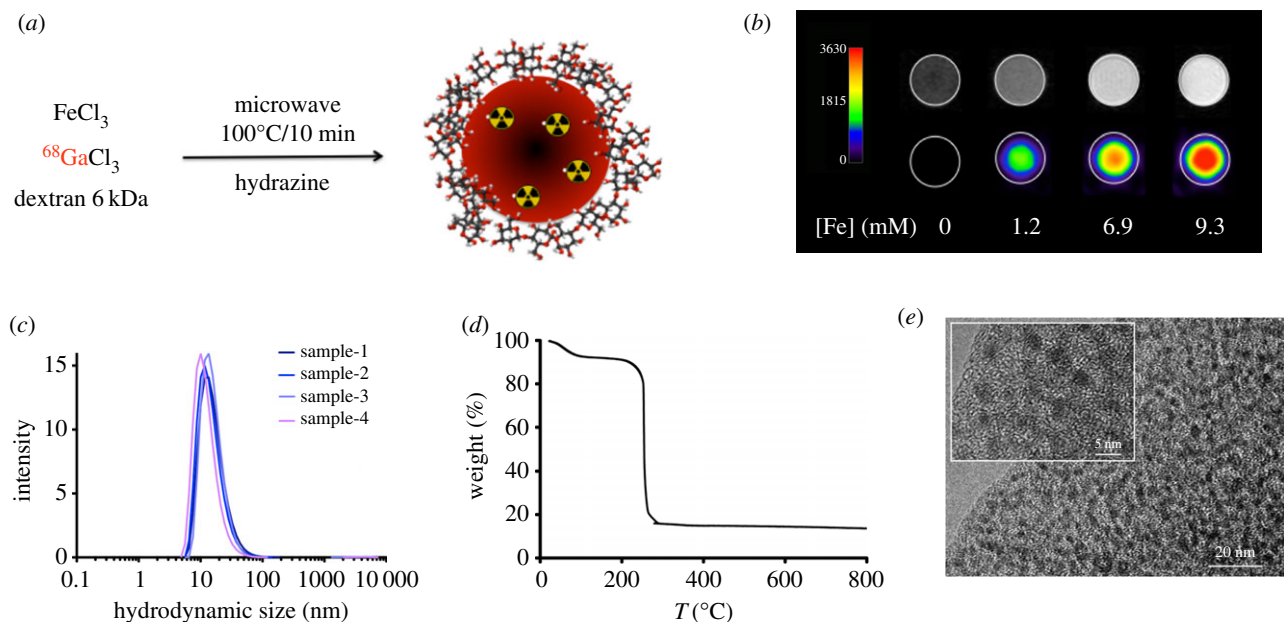 (a)
FeCl3
68GaCl3
dextran 6 kDa
microwave
100°C/10 min
hydrazine
(b)
3630
1815
0
[Fe] (mM) 0 1.2 6.9 9.3
(c)
15
10
5
0
intensity
0.1 1 10 100 1000 10 000
hydrodynamic size (nm)
sample-1
sample-2
sample-3
sample-4
(d)
100
80
60
40
20
0
weight (%)
0 200 400 600 800
T (°C)
(e)
5 nm
20 nm